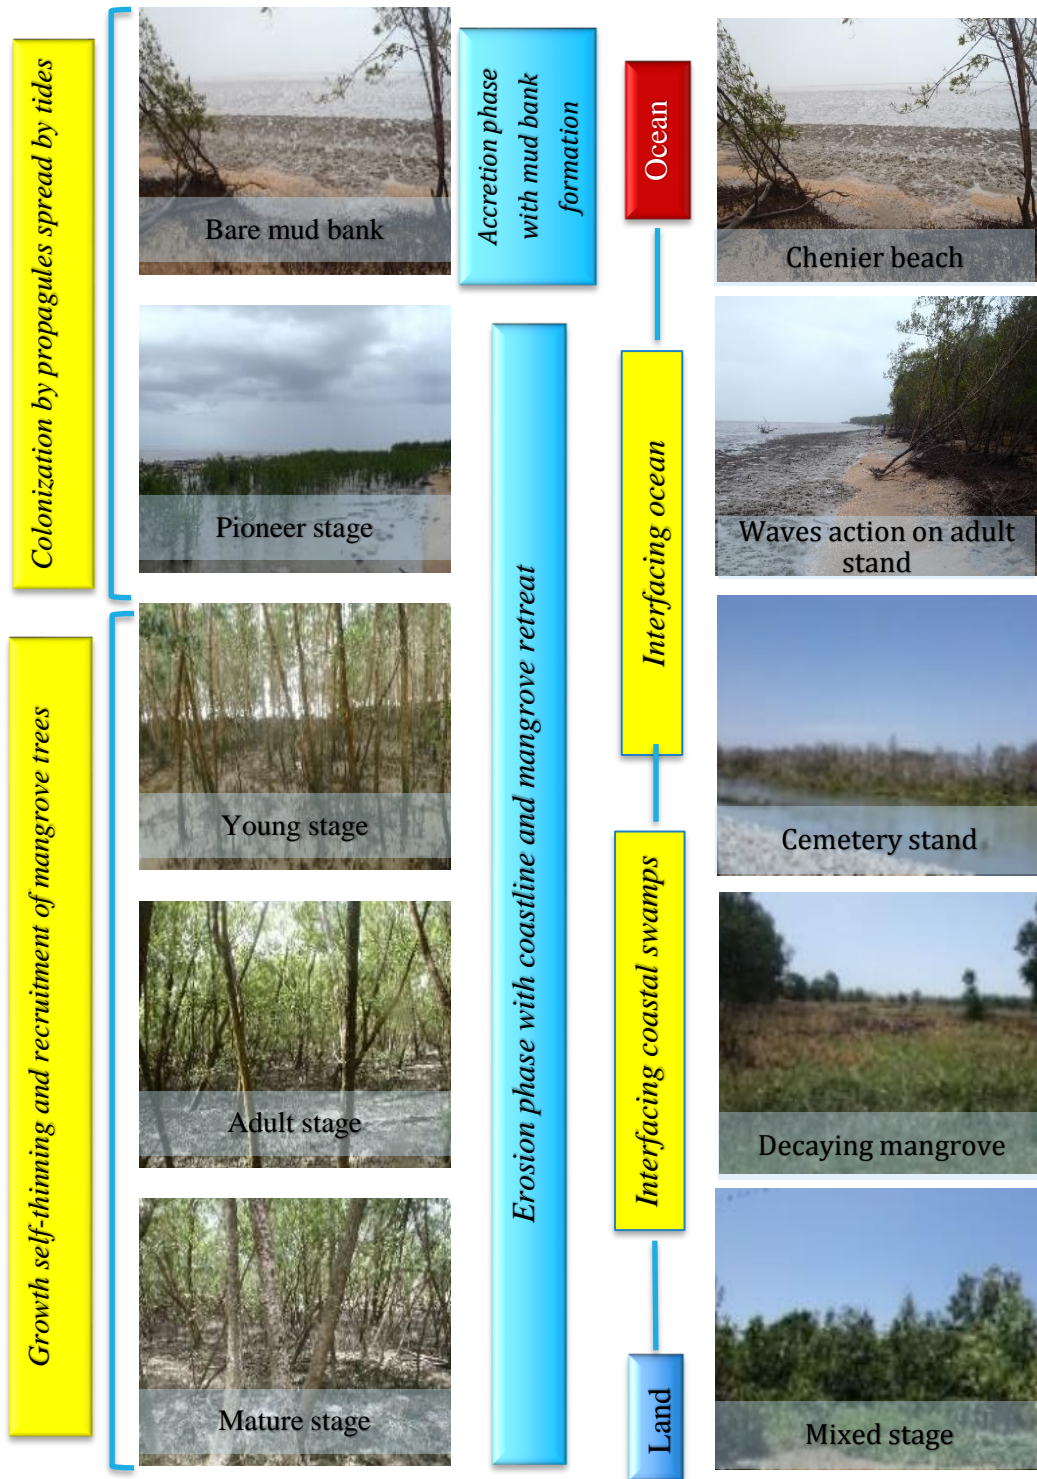 Colonization by propagules spread by tides
Growth self-thinning and recruitment of mangrove trees
Bare mud bank
Pioneer stage
Young stage
Adult stage
Mature stage
Accretion phase
with mud bank
formation
Erosion phase with coastline and mangrove retreat
Ocean
Interfacing ocean
Interfacing coastal swamps
Land
Chenier beach
Waves action on adult
stand
Cemetery stand
Decaying mangrove
Mixed stage